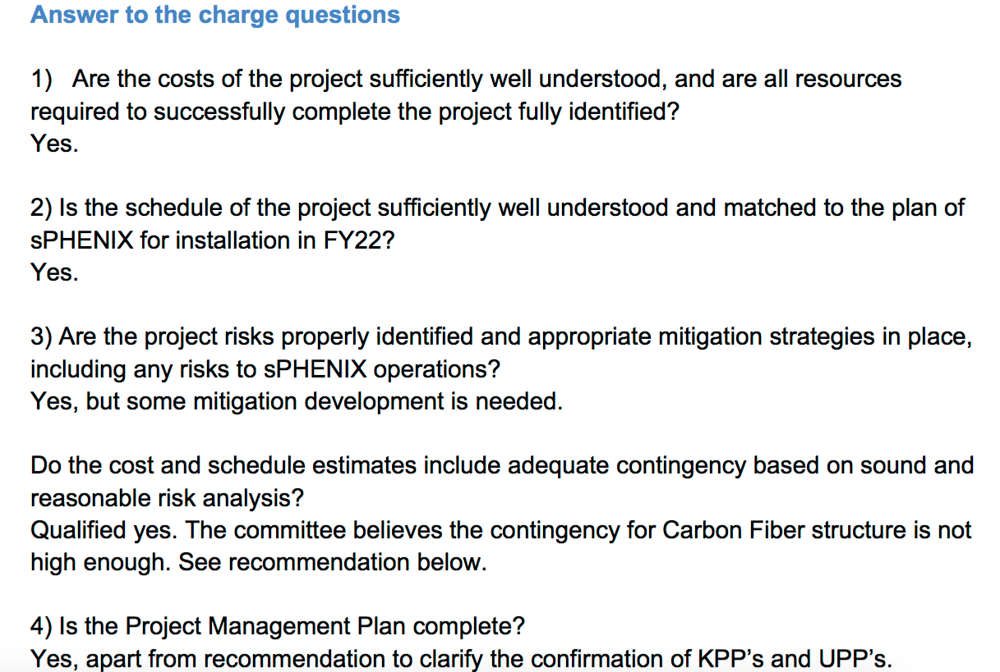 Answer to the charge questions
1) Are the costs of the project sufficiently well understood, and are all resources
required to successfully complete the project fully identified?
Yes.
2) Is the schedule of the project sufficiently well understood and matched to the plan of
sPHENIX for installation in FY22?
Yes.
3) Are the project risks properly identified and appropriate mitigation strategies in place,
including any risks to sPHENIX operations?
Yes, but some mitigation development is needed.
Do the cost and schedule estimates include adequate contingency based on sound and
reasonable risk analysis?
Qualified yes. The committee believes the contingency for Carbon Fiber structure is not
high enough. See recommendation below.
4) Is the Project Management Plan complete?
Yes, apart from recommendation to clarify the confirmation of KPP’s and UPP’s.